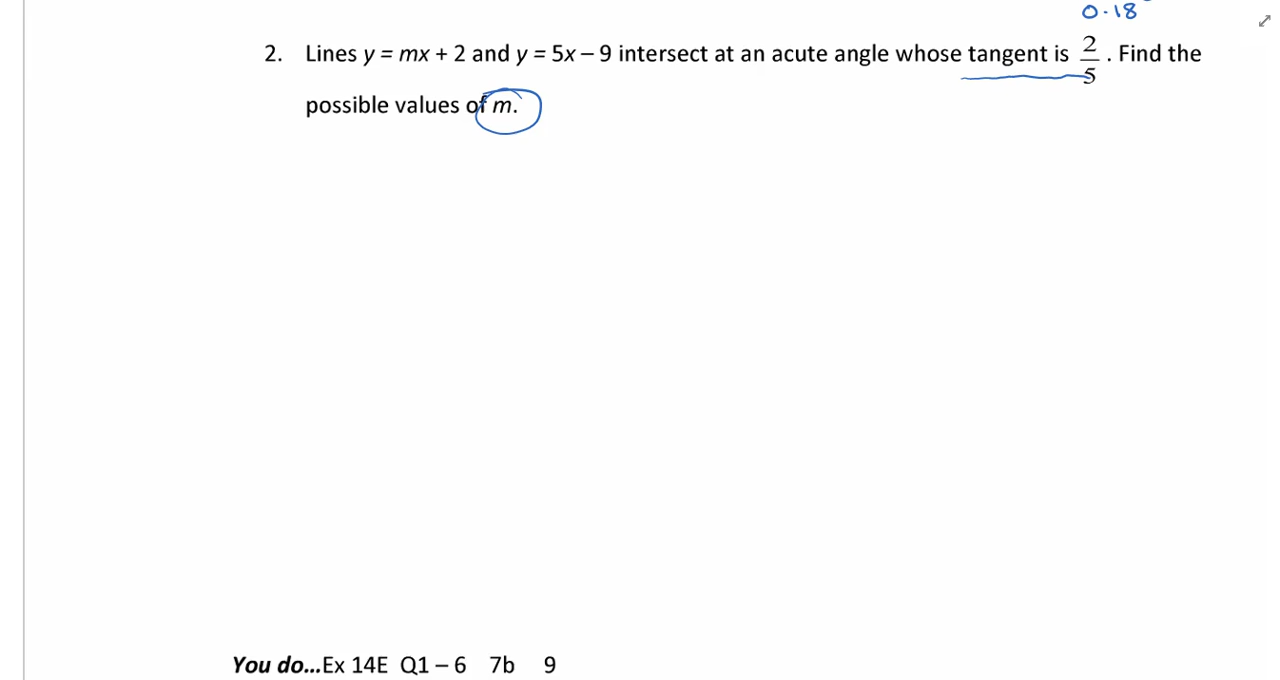 0.18
2. Lines y = mx + 2 and y = 5x – 9 intersect at an acute angle whose tangent is 2/5 . Find the
possible values of m.
You do...Ex 14E Q1 – 6 7b 9